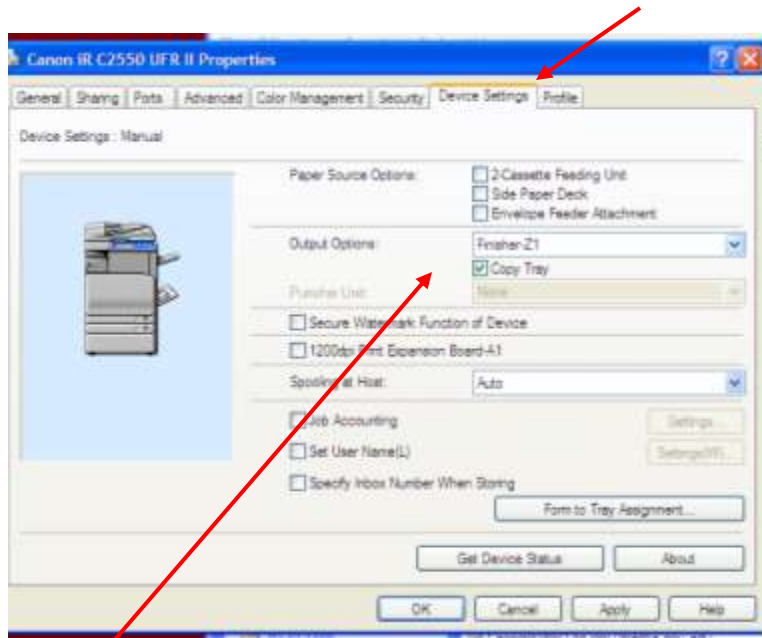 Canon iR C2550 UFR II Properties
General Sharing Ports Advanced Color Management Security Device Settings Profile
Device Settings : Manual
Paper Source Options: 2-Cassette Feeding Unit
Side Paper Deck
Envelope Feeder Attachment
Output Options: Finisher-Z1
Copy Tray
Puncher Unit: None
Secure Watermark Function of Device
1200dpi Print Expansion Board-A1
Spooling at Host: Auto
Job Accounting Settings...
Set User Name(L)
Specify Inbox Number When Storing
Form to Tray Assignment...
Get Device Status About
OK Cancel Apply Help